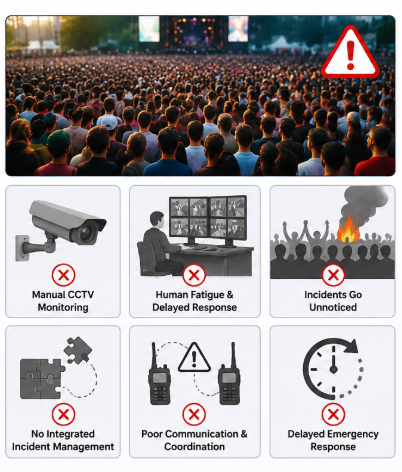 Manual CCTV
Monitoring
Human Fatigue &
Delayed Response
Incidents Go
Unnoticed
No Integrated
Incident Management
Poor Communication &
Coordination
Delayed Emergency
Response